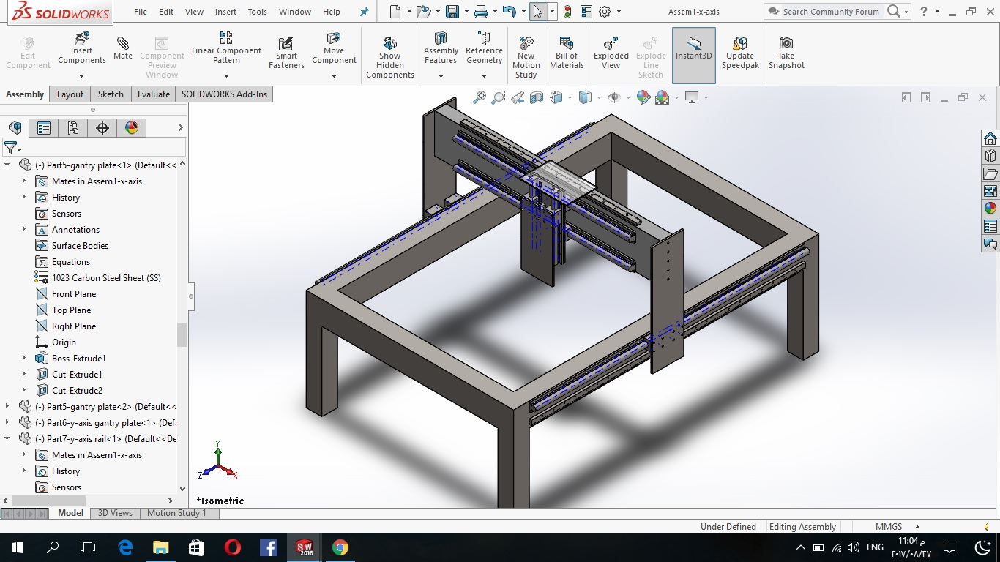 SOLIDWORKS
File Edit View Insert Tools Window Help
Assem1-x-axis
Search Community Forum
?
Edit Component
Insert Components
Mate
Component Preview Window
Linear Component Pattern
Smart Fasteners
Move Component
Show Hidden Components
Assembly Features
Reference Geometry
New Motion Study
Bill of Materials
Exploded View
Explode Line Sketch
Instant3D
Update Speedpak
Take Snapshot
Assembly Layout Sketch Evaluate SOLIDWORKS Add-Ins
(-) Part5-gantry plate<1> (Default<<
Mates in Assem1-x-axis
History
Sensors
Annotations
Surface Bodies
Equations
1023 Carbon Steel Sheet (SS)
Front Plane
Top Plane
Right Plane
Origin
Boss-Extrude1
Cut-Extrude1
Cut-Extrude2
(-) Part5-gantry plate<2> (Default<<
(-) Part6-y-axis gantry plate<1> (Defa
(-) Part7-y-axis rail<1> (Default<<De
Mates in Assem1-x-axis
History
Sensors
Y
Z
X
*Isometric
Model 3D Views Motion Study 1
Under Defined Editing Assembly MMGS
SW
2016
ENG
11:04 م
٢٠١٧/٠٨/٢٧